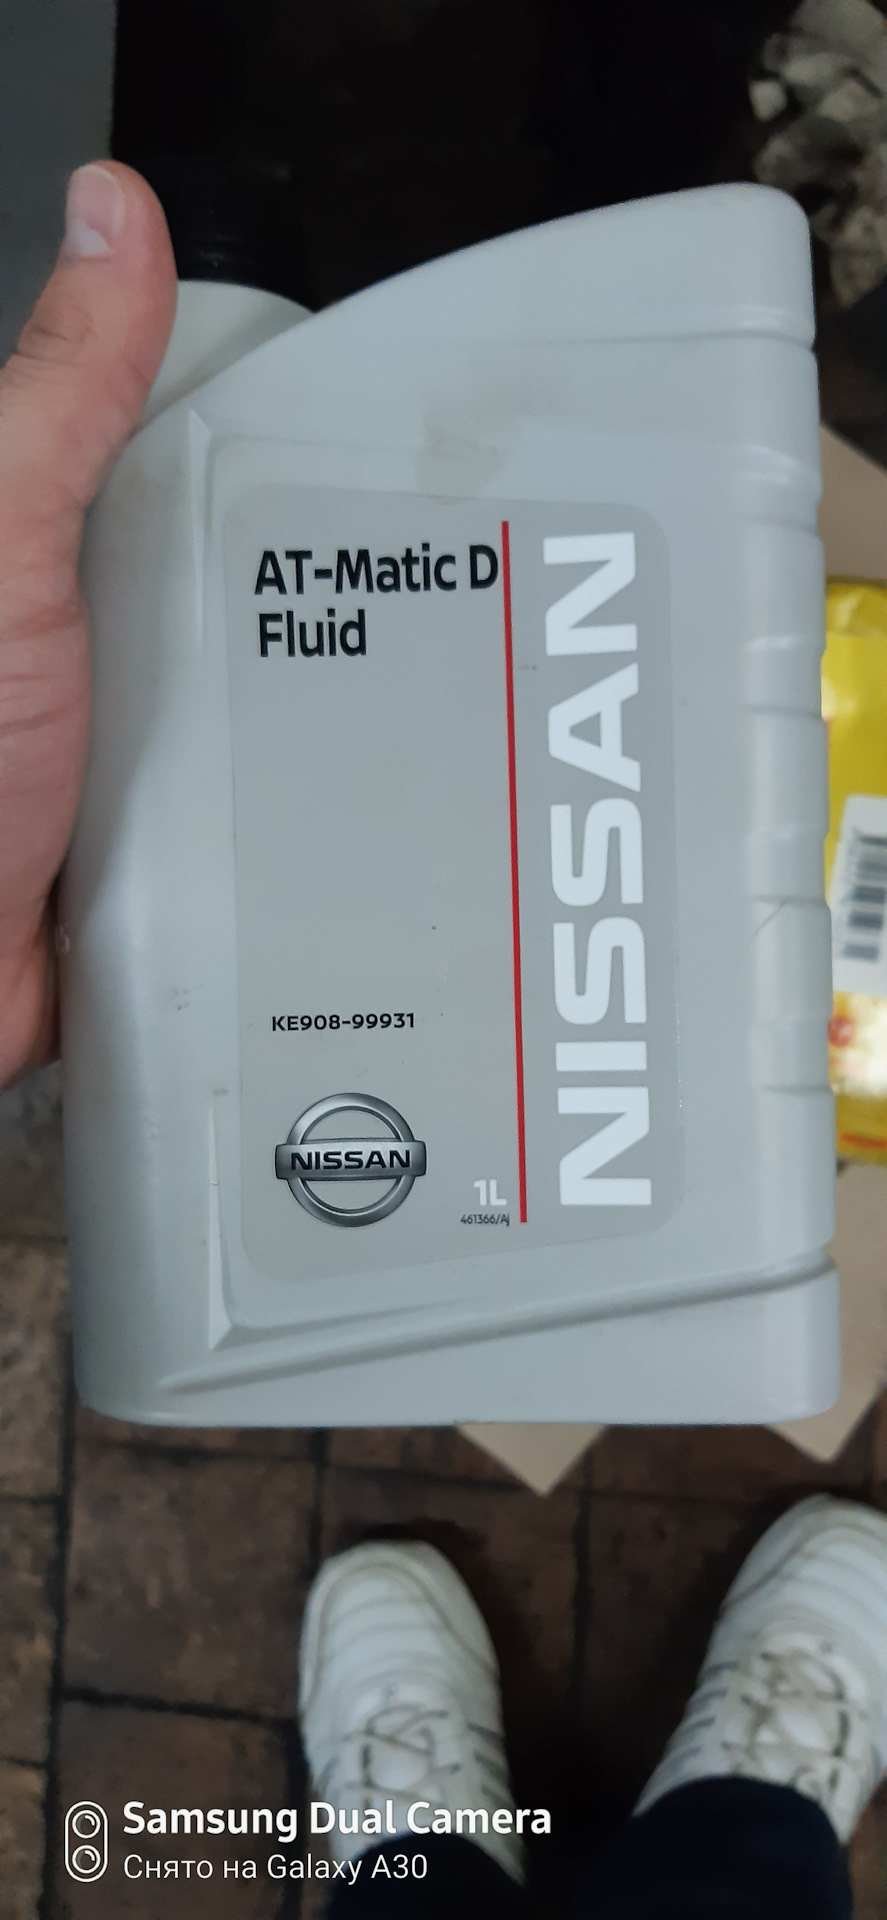 AT-Matic D
Fluid
NISSAN
KE908-99931
NISSAN
1L
461366/AJ
Samsung Dual Camera
Снято на Galaxy A30